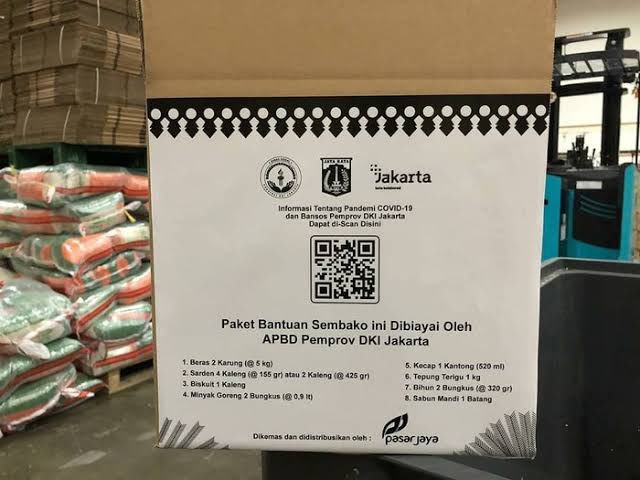 JAYA RAYA
jakarta
kota kolaborasi
Informasi Tentang Pandemi COVID-19
dan Bansos Pemprov DKI Jakarta
Dapat di-Scan Disini
Paket Bantuan Sembako ini Dibiayai Oleh
APBD Pemprov DKI Jakarta
1. Beras 2 Karung (@ 5 kg)
2. Sarden 4 Kaleng (@ 155 gr) atau 2 Kaleng (@ 425 gr)
3. Biskuit 1 Kaleng
4. Minyak Goreng 2 Bungkus (@ 0,9 lt)
5. Kecap 1 Kantong (520 ml)
6. Tepung Terigu 1 kg
7. Bihun 2 Bungkus (@ 320 gr)
8. Sabun Mandi 1 Batang
Dikemas dan didistribusikan oleh :
pasarjaya